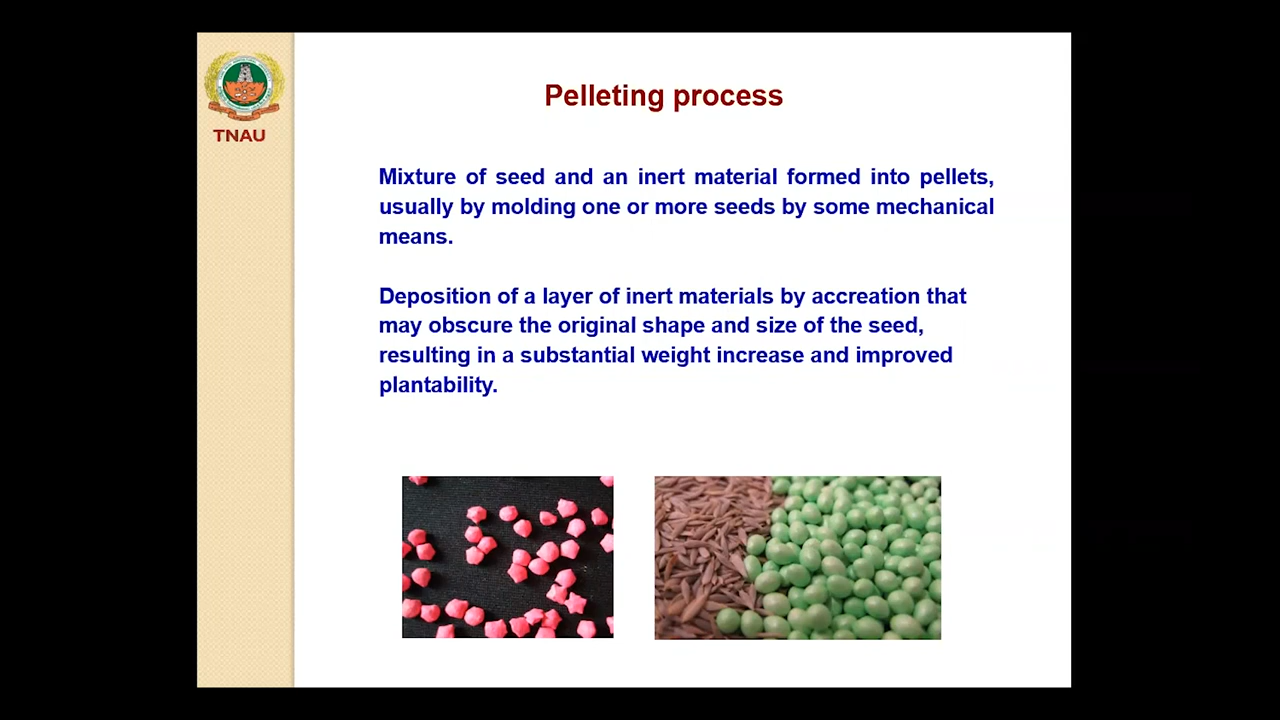 TNAU
Pelleting process
Mixture of seed and an inert material formed into pellets,
usually by molding one or more seeds by some mechanical
means.
Deposition of a layer of inert materials by accreation that
may obscure the original shape and size of the seed,
resulting in a substantial weight increase and improved
plantability.